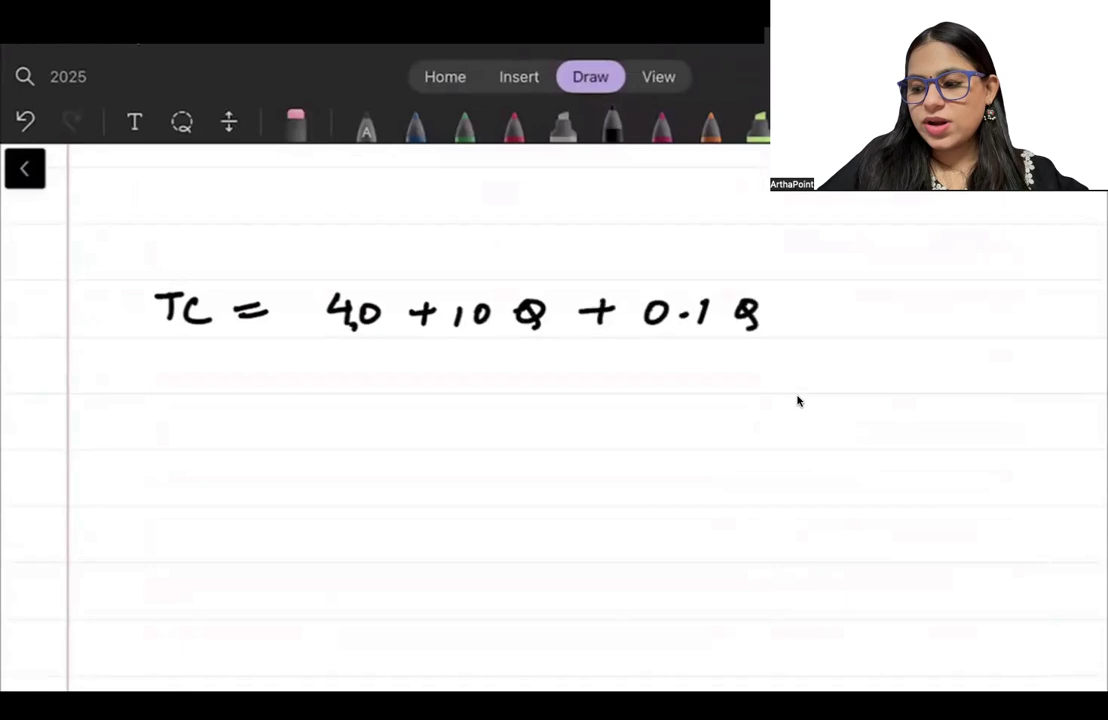 2025
Home Insert Draw View
T
A
ArthaPoint
TC = 40 + 10 Q + 0.1 Q